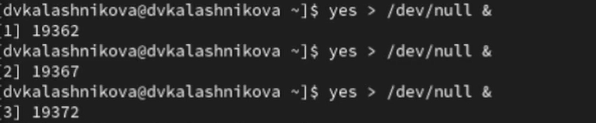 [dvkalashnikova@dvkalashnikova ~]$ yes > /dev/null &
[1] 19362
[dvkalashnikova@dvkalashnikova ~]$ yes > /dev/null &
[2] 19367
[dvkalashnikova@dvkalashnikova ~]$ yes > /dev/null &
[3] 19372